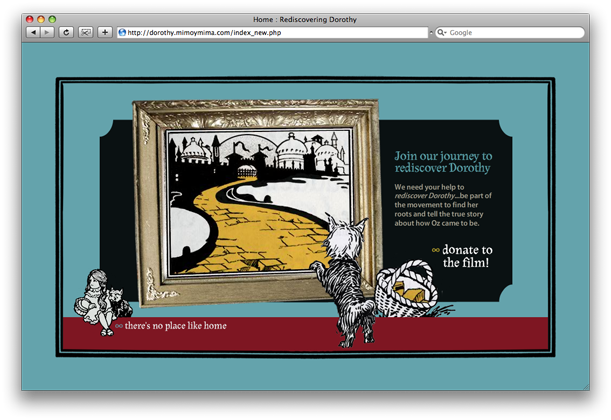 Home : Rediscovering Dorothy
http://dorothy.mimoymima.com/index_new.php
Google
Join our journey to
rediscover Dorothy
We need your help to
rediscover Dorothy...be part
of the movement to find her
roots and tell the true story
about how Oz came to be.
∞ donate to
the film!
∞ there's no place like home